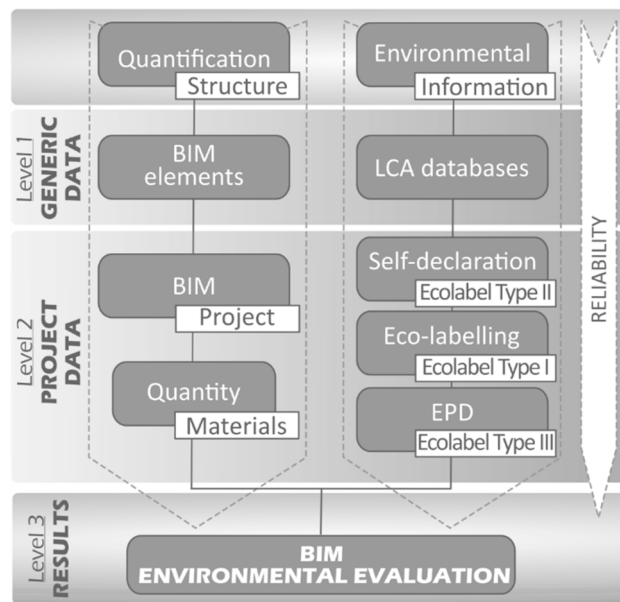 Quantification
Structure
Environmental
Information
Level 1
GENERIC
DATA
BIM
elements
LCA databases
Level 2
PROJECT
DATA
BIM
Project
Quantity
Materials
Self-declaration
Ecolabel Type II
Eco-labelling
Ecolabel Type I
EPD
Ecolabel Type III
RELIABILITY
Level 3
RESULTS
BIM
ENVIRONMENTAL EVALUATION